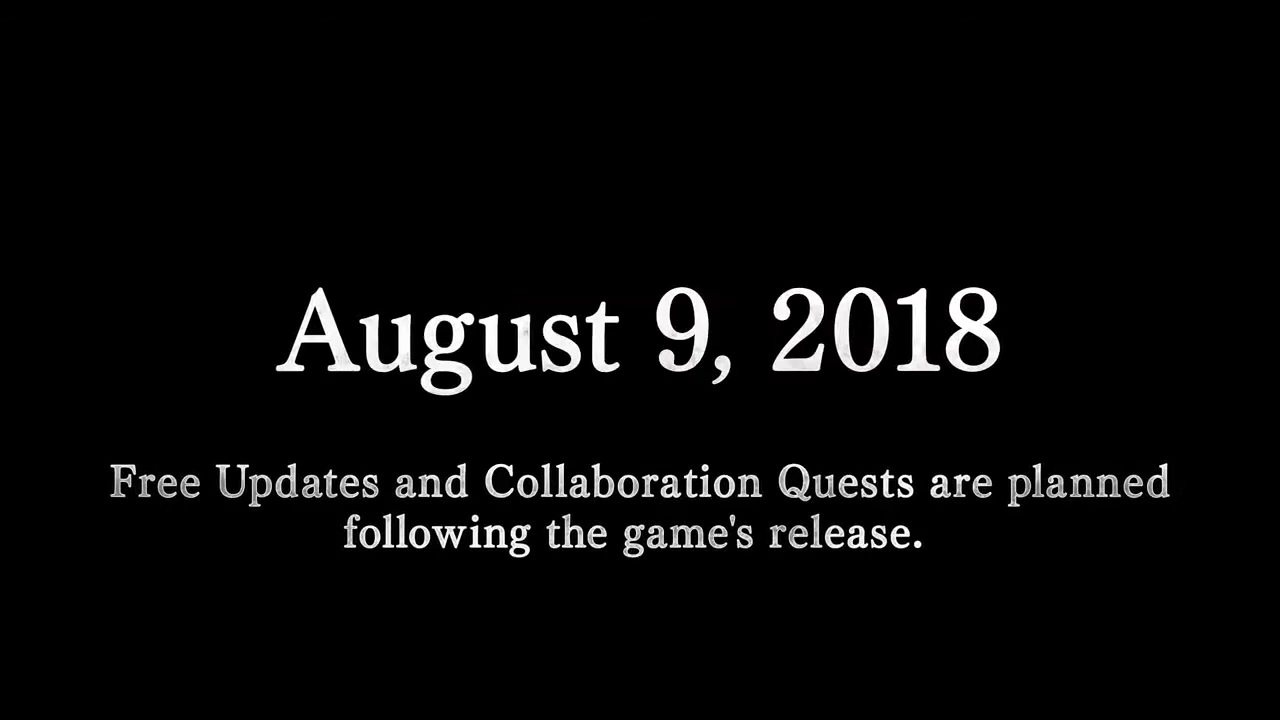 August 9, 2018
Free Updates and Collaboration Quests are planned
following the game's release.